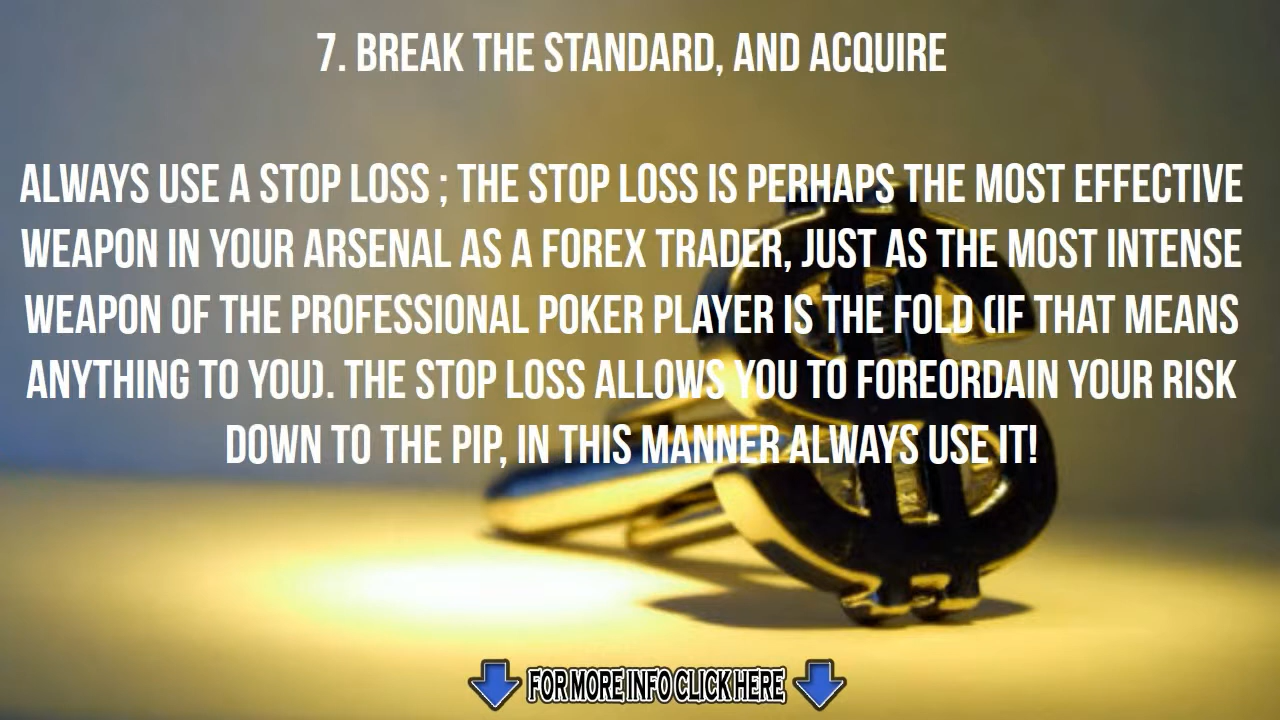 7. BREAK THE STANDARD, AND ACQUIRE
ALWAYS USE A STOP LOSS ; THE STOP LOSS IS PERHAPS THE MOST EFFECTIVE
WEAPON IN YOUR ARSENAL AS A FOREX TRADER, JUST AS THE MOST INTENSE
WEAPON OF THE PROFESSIONAL POKER PLAYER IS THE FOLD (IF THAT MEANS
ANYTHING TO YOU). THE STOP LOSS ALLOWS YOU TO FOREORDAIN YOUR RISK
DOWN TO THE PIP, IN THIS MANNER ALWAYS USE IT!
FOR MORE INFO CLICK HERE